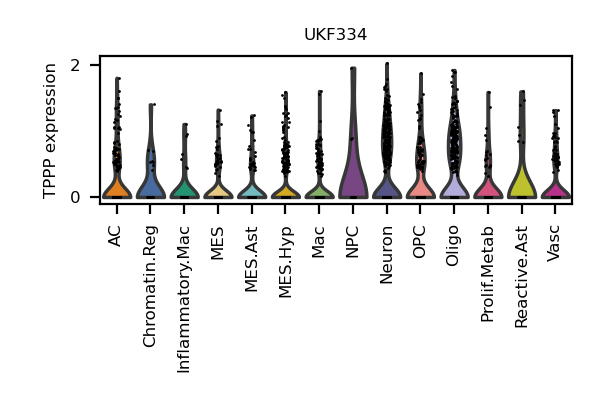 UKF334
TPPP expression
2
0
AC
Chromatin.Reg
Inflammatory.Mac
MES
MES.Ast
MES.Hyp
Mac
NPC
Neuron
OPC
Oligo
Prolif.Metab
Reactive.Ast
Vasc